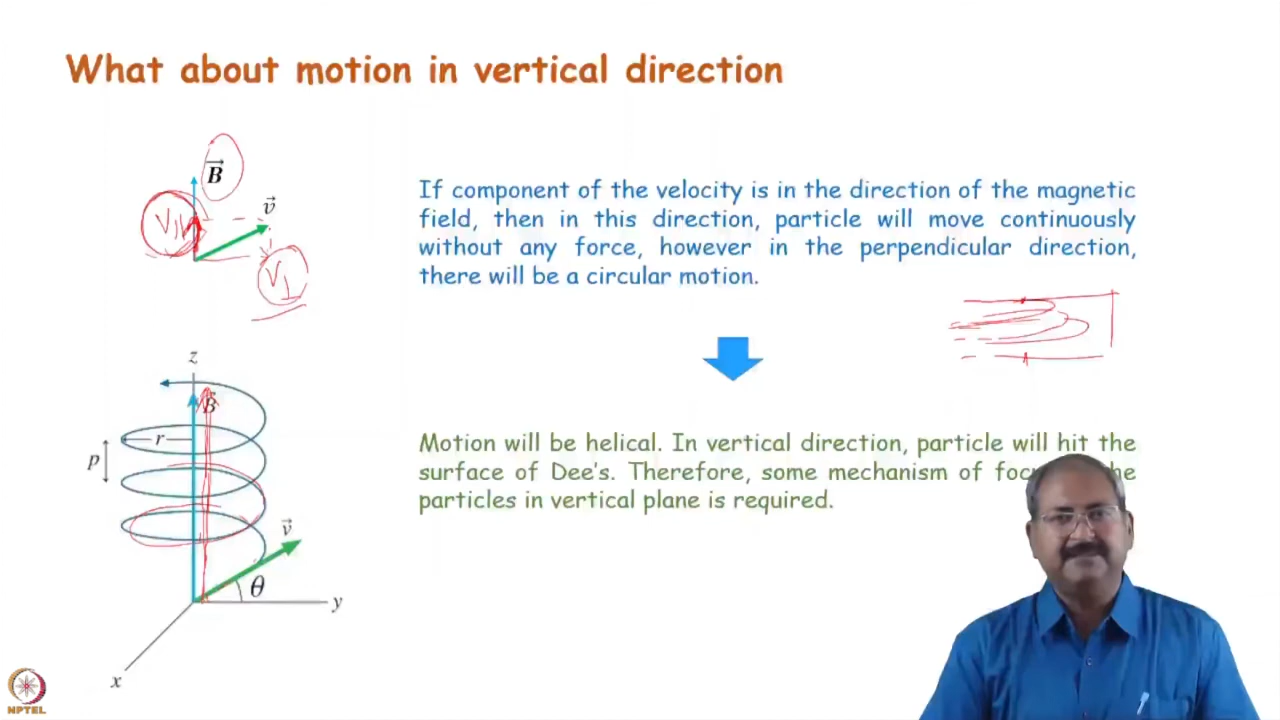 What about motion in vertical direction
B
v
V||
V⊥
If component of the velocity is in the direction of the magnetic
field, then in this direction, particle will move continuously
without any force, however in the perpendicular direction,
there will be a circular motion.
z
B
r
p
Motion will be helical. In vertical direction, particle will hit the
surface of Dee's. Therefore, some mechanism of he
particles in vertical plane is required.
v
θ
y
x
NPTEL